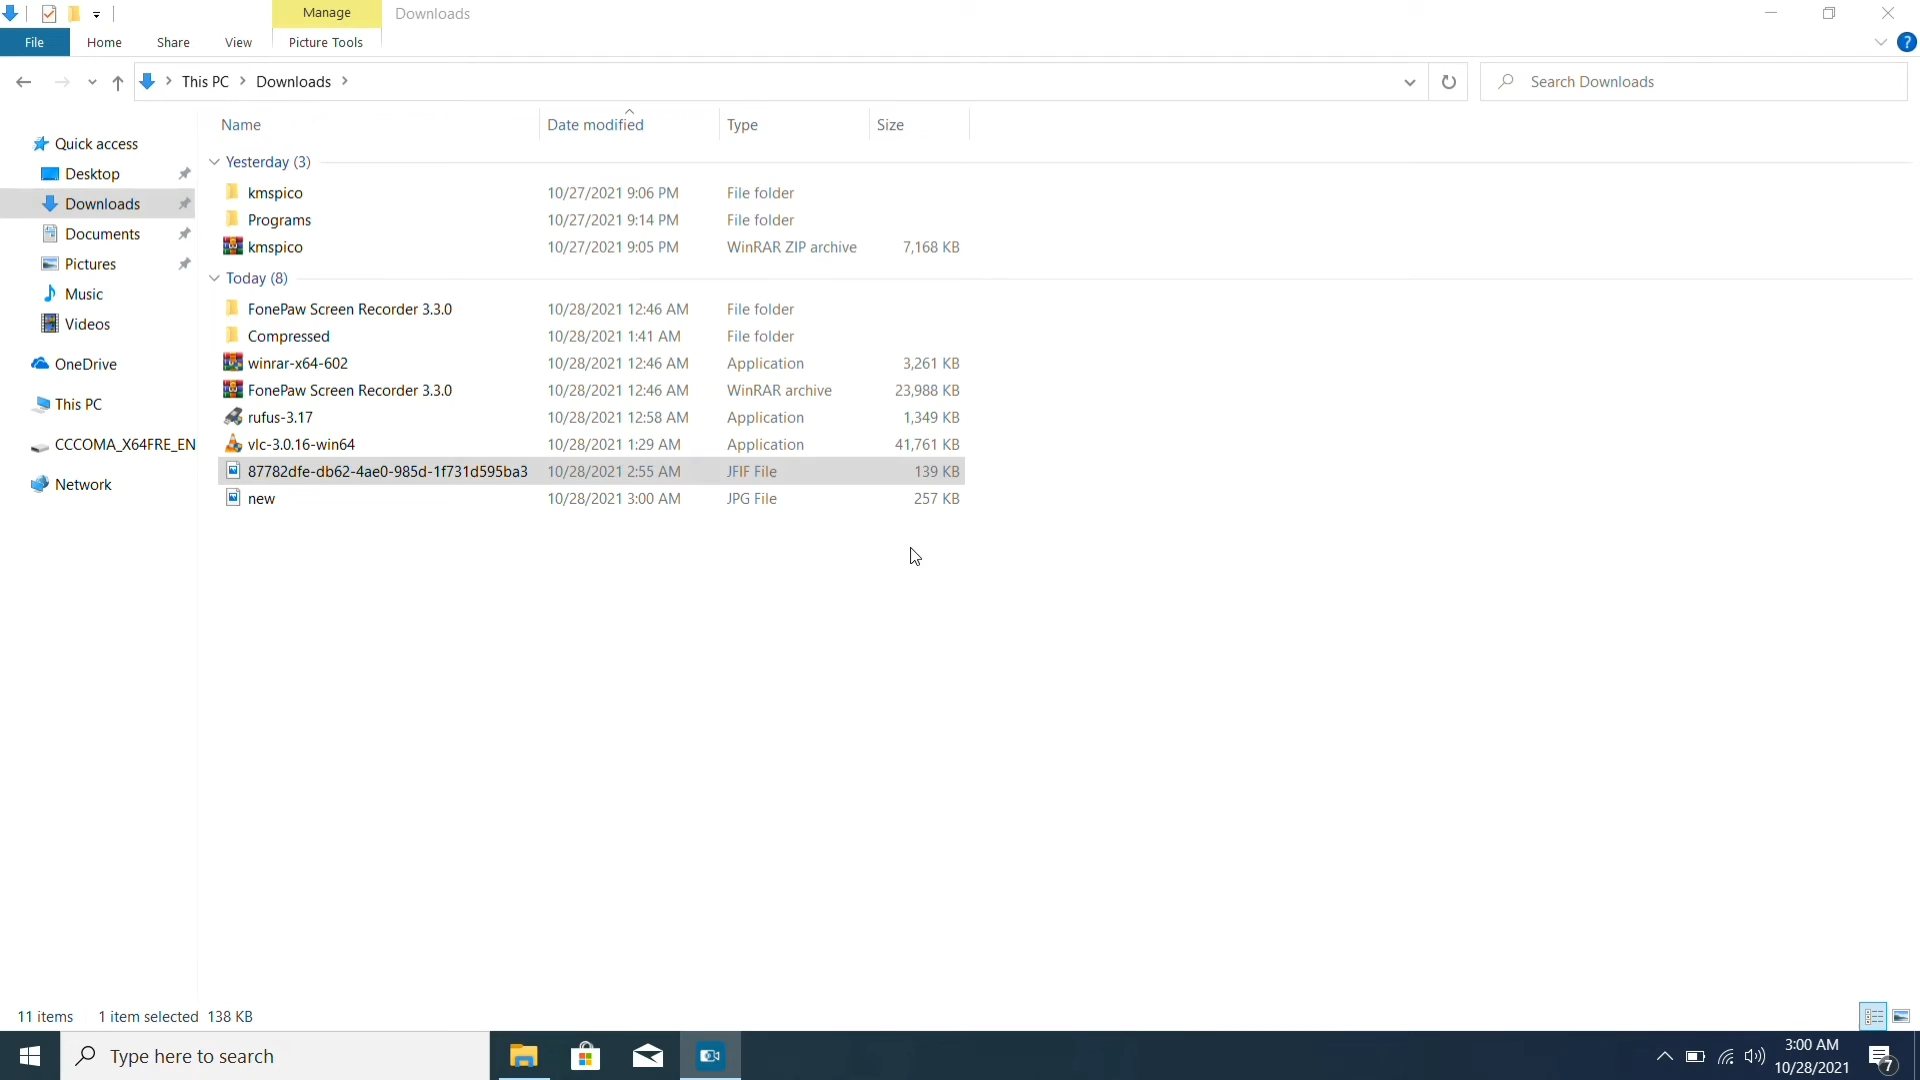 Manage
Downloads
File
Home
Share
View
Picture Tools
?
This PC
Downloads
Search Downloads
Name
Date modified
Type
Size
Quick access
Desktop
Downloads
Documents
Pictures
Music
Videos
OneDrive
This PC
CCCOMA_X64FRE_EN
Network
Yesterday (3)
kmspico 10/27/2021 9:06 PM File folder
Programs 10/27/2021 9:14 PM File folder
kmspico 10/27/2021 9:05 PM WinRAR ZIP archive 7,168 KB
Today (8)
FonePaw Screen Recorder 3.3.0 10/28/2021 12:46 AM File folder
Compressed 10/28/2021 1:41 AM File folder
winrar-x64-602 10/28/2021 12:46 AM Application 3,261 KB
FonePaw Screen Recorder 3.3.0 10/28/2021 12:46 AM WinRAR archive 23,988 KB
rufus-3.17 10/28/2021 12:58 AM Application 1,349 KB
vlc-3.0.16-win64 10/28/2021 1:29 AM Application 41,761 KB
87782dfe-db62-4ae0-985d-1f731d595ba3 10/28/2021 2:55 AM JFIF File 139 KB
new 10/28/2021 3:00 AM JPG File 257 KB
11 items 1 item selected 138 KB
Type here to search
3:00 AM
10/28/2021
7